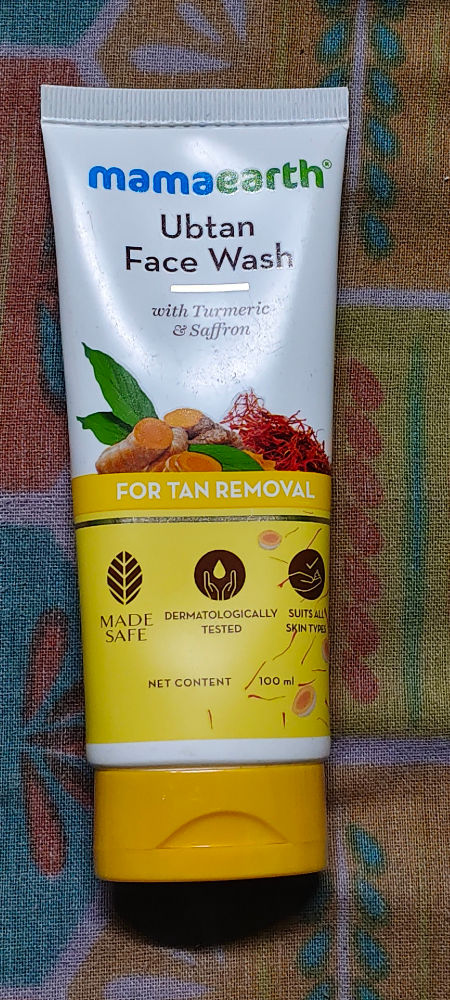 mamaearth®
Ubtan
Face Wash
with Turmeric
& Saffron
FOR TAN REMOVAL
MADE
SAFE
DERMATOLOGICALLY
TESTED
SUITS ALL
SKIN TYPES
NET CONTENT 100 ml